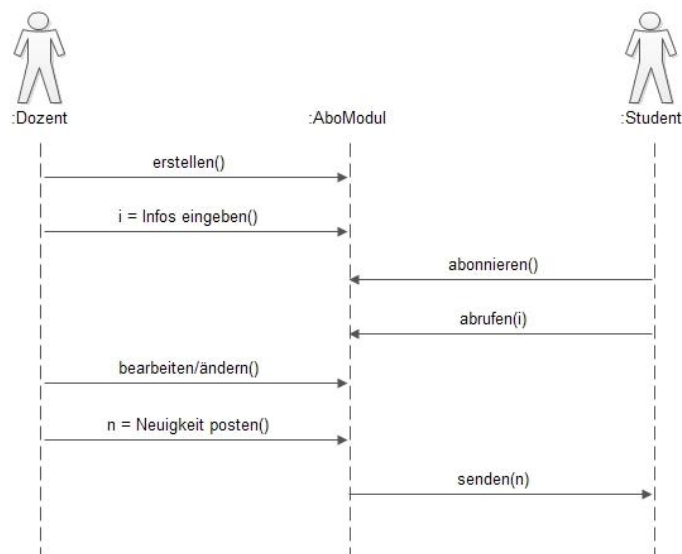 :Dozent
:AboModul
:Student
erstellen()
i = Infos eingeben()
abonnieren()
abrufen(i)
bearbeiten/ändern()
n = Neuigkeit posten()
senden(n)